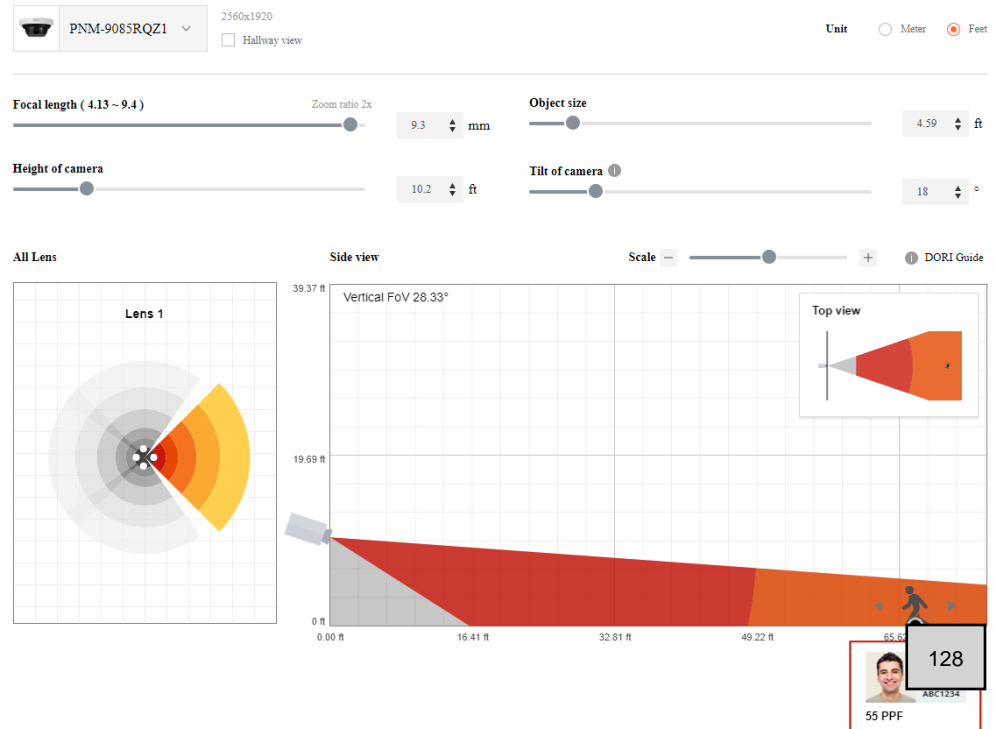 PNM-9085RQZ1
2560x1920
Hallway view
Unit
Meter
Feet
Focal length ( 4.13 ~ 9.4 )
Zoom ratio 2x
9.3
mm
Object size
4.59
ft
Height of camera
10.2
ft
Tilt of camera
18
°
All Lens
Side view
Scale
DORI Guide
Lens 1
39.37 ft
Vertical FoV 28.33°
Top view
19.69 ft
0 ft
0.00 ft
16.41 ft
32.81 ft
49.22 ft
65.62
128
ABC1234
55 PPF